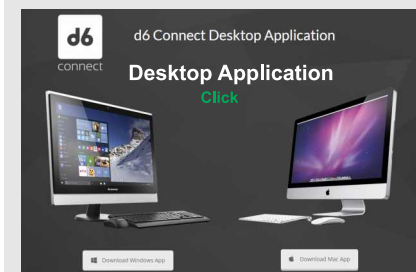 d6
connect
d6 Connect Desktop Application
Desktop Application
Click
Download Windows App
Download Mac App